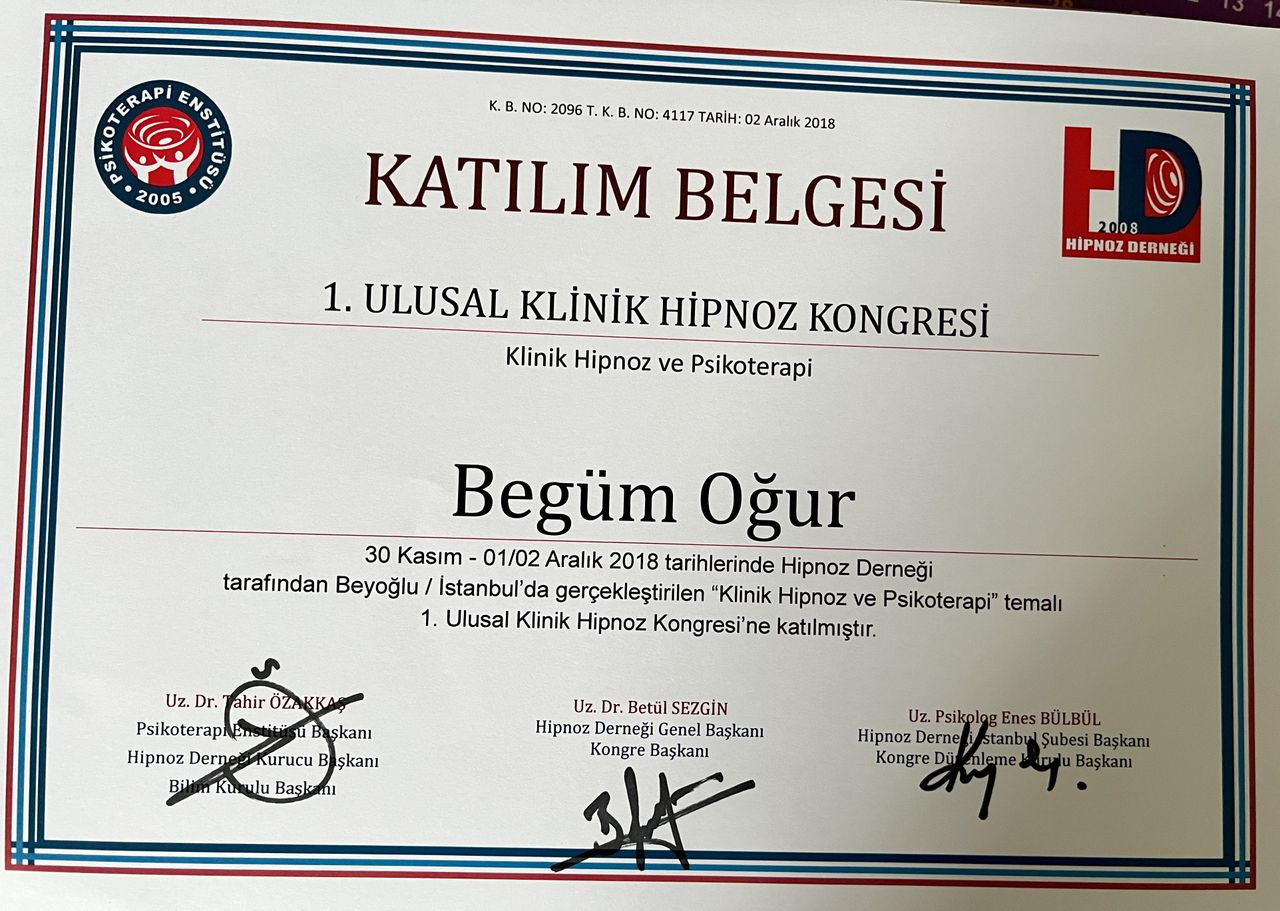 K. B. NO: 2096 T. K. B. NO: 4117 TARİH: 02 Aralık 2018
PSİKOTERAPİ ENSTİTÜSÜ
2005
KATILIM BELGESİ
2008
HİPNOZ DERNEĞİ
1. ULUSAL KLİNİK HİPNOZ KONGRESİ
Klinik Hipnoz ve Psikoterapi
Begüm Oğur
30 Kasım - 01/02 Aralık 2018 tarihlerinde Hipnoz Derneği
tarafından Beyoğlu / İstanbul'da gerçekleştirilen “Klinik Hipnoz ve Psikoterapi” temalı
1. Ulusal Klinik Hipnoz Kongresi'ne katılmıştır.
Uz. Dr. Tahir ÖZAKKAŞ
Psikoterapi Enstitüsü Başkanı
Hipnoz Derneği Kurucu Başkanı
Bilim Kurulu Başkanı
Uz. Dr. Betül SEZGİN
Hipnoz Derneği Genel Başkanı
Kongre Başkanı
Uz. Psikolog Enes BÜLBÜL
Hipnoz Derneği İstanbul Şubesi Başkanı
Kongre Düzenleme Kurulu Başkanı